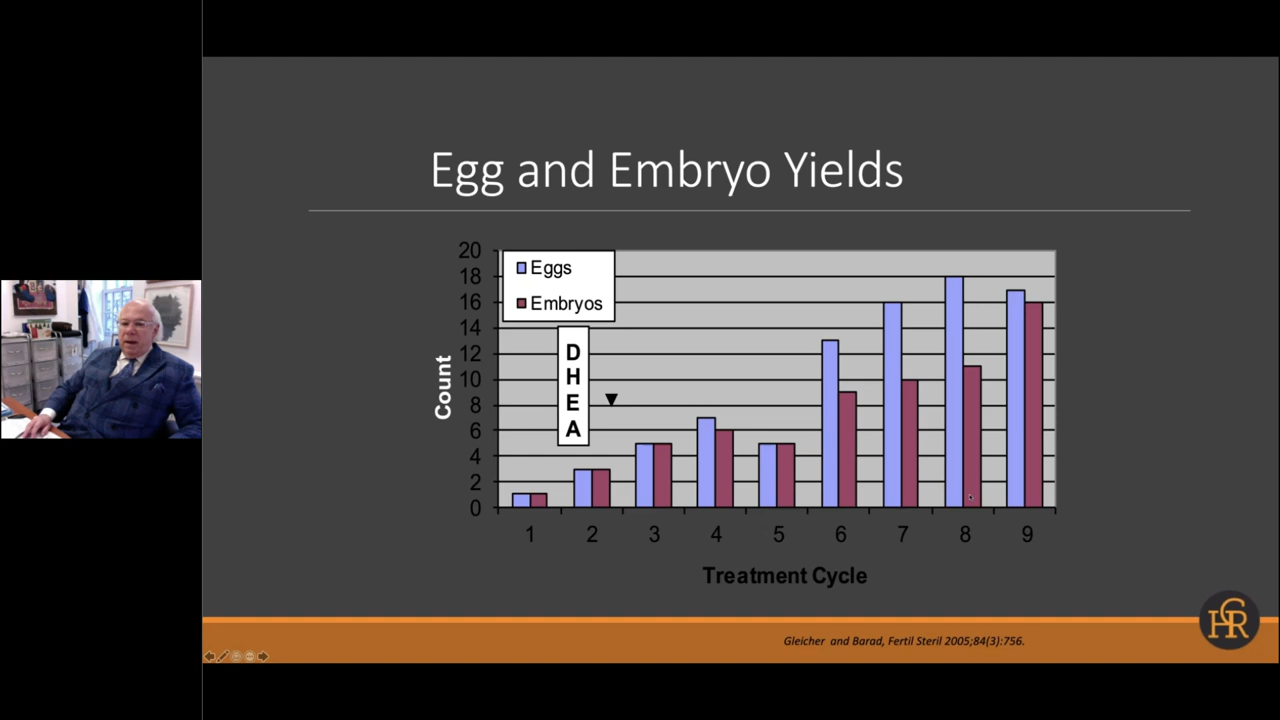 Egg and Embryo Yields
20
18
16
14
12
10
8
6
4
2
0
Count
Eggs
Embryos
D
H
E
A
1 2 3 4 5 6 7 8 9
Treatment Cycle
Gleicher and Barad, Fertil Steril 2005;84(3):756.
CHR